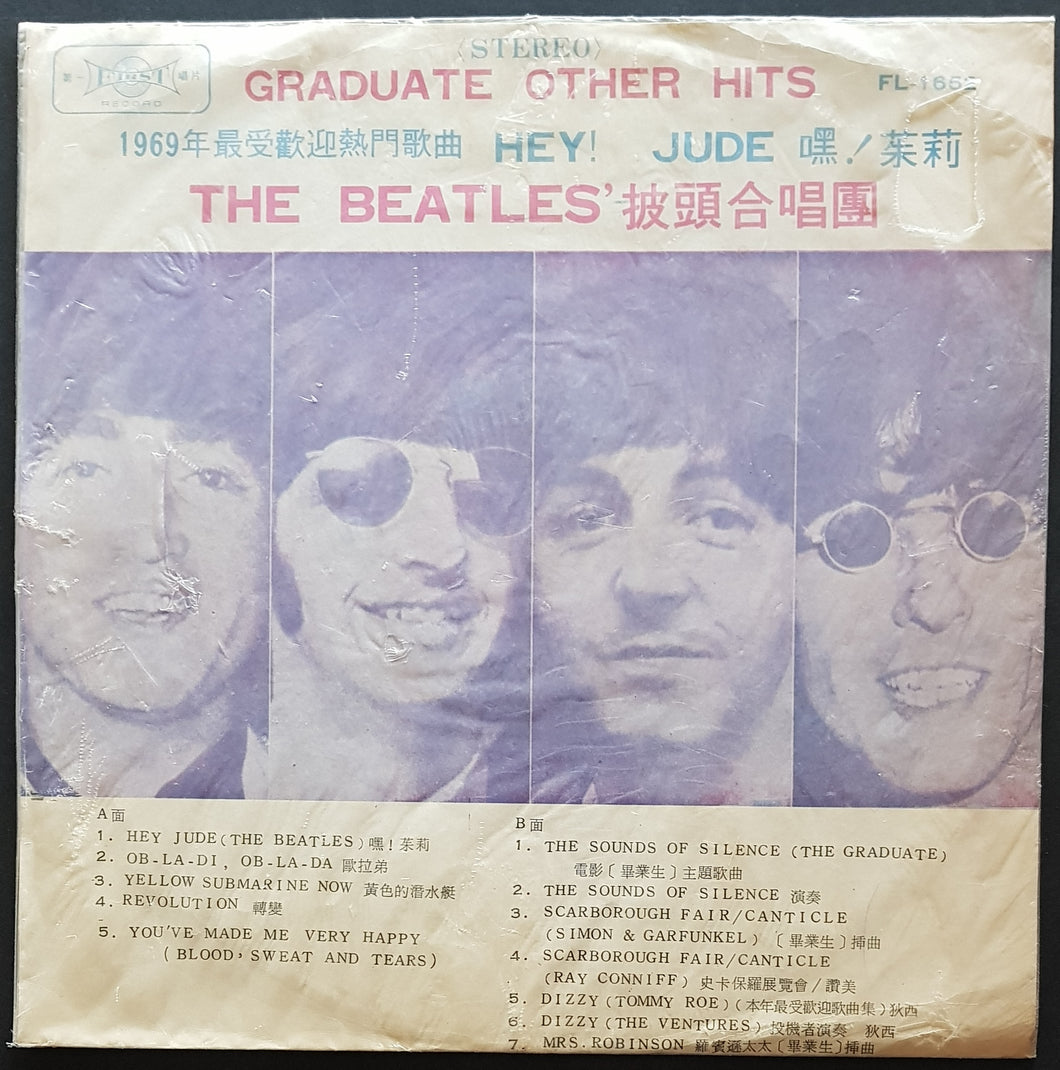 〈STEREO〉
第一 FIRST 唱片
RECORD
GRADUATE OTHER HITS
FL-1652
1969年最受歡迎熱門歌曲 HEY! JUDE 嘿!茱莉
THE BEATLES'披頭合唱團
A面
1. HEY JUDE(THE BEATLES)嘿!茱莉
2. OB-LA-DI, OB-LA-DA 歐拉弟
3. YELLOW SUBMARINE NOW 黃色的潛水艇
4. REVOLUTION 轉變
5. YOU'VE MADE ME VERY HAPPY
(BLOOD, SWEAT AND TEARS)
B面
1. THE SOUNDS OF SILENCE (THE GRADUATE)
電影〔畢業生〕主題歌曲
2. THE SOUNDS OF SILENCE 演奏
3. SCARBOROUGH FAIR/CANTICLE
(SIMON & GARFUNKEL) 〔畢業生〕揷曲
4. SCARBOROUGH FAIR/CANTICLE
(RAY CONNIFF) 史卡保羅展覽會/讚美
5. DIZZY(TOMMY ROE)(本年最受歡迎歌曲集)狄西
6. DIZZY(THE VENTURES)投機者演奏 狄西
7. MRS.ROBINSON 羅賓遜太太〔畢業生〕揷曲